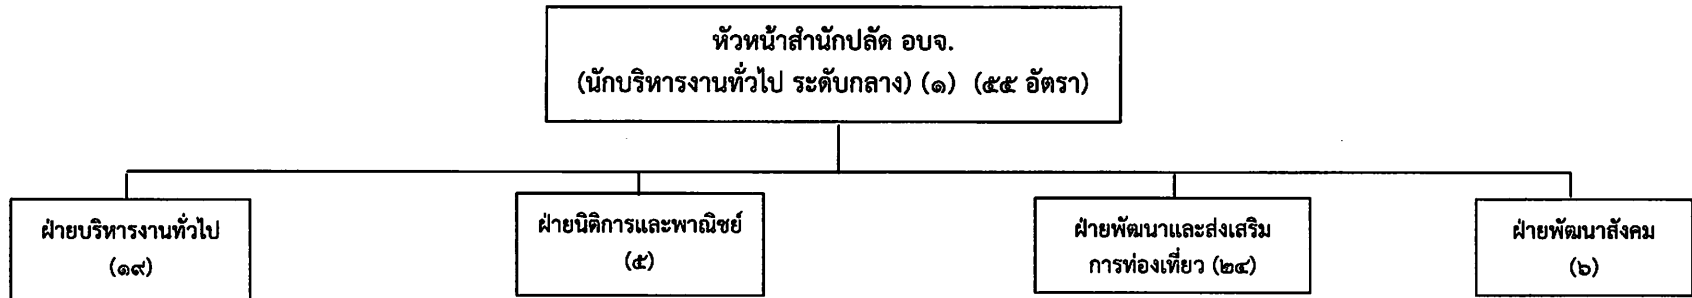 หัวหน้าสำนักปลัด อบจ.
(นักบริหารงานทั่วไป ระดับกลาง) (๑) (๕๕ อัตรา)
ฝ่ายบริหารงานทั่วไป
(๑๙)
ฝ่ายนิติการและพาณิชย์
(๕)
ฝ่ายพัฒนาและส่งเสริม
การท่องเที่ยว (๒๔)
ฝ่ายพัฒนาสังคม
(๖)